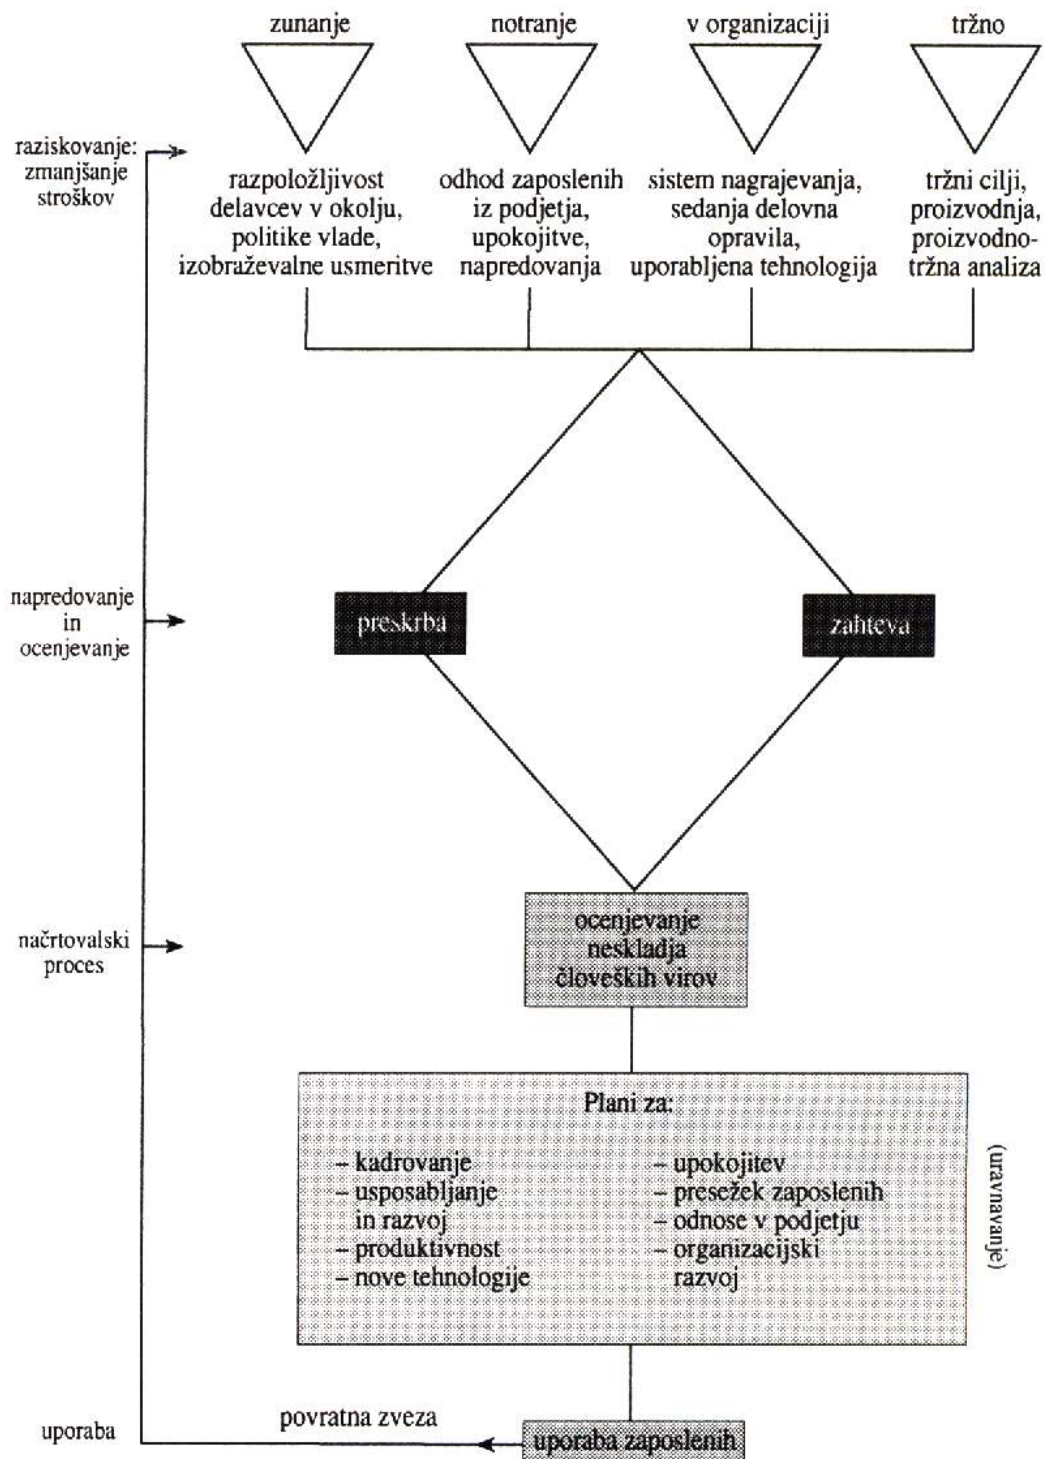 zunanje
notranje
v organizaciji
tržno
raziskovanje:
zmanjšanje
stroškov
razpoložljivost
delavcev v okolju,
politike vlade,
izobraževalne usmeritve
odhod zaposlenih
iz podjetja,
upokojitve,
napredovanja
sistem nagrajevanja,
sedanja delovna
opravila,
uporabljena tehnologija
tržni cilji,
proizvodnja,
proizvodno-
tržna analiza
napredovanje
in
ocenjevanje
preskrba
zahteva
načrtovalski
proces
ocenjevanje
neskladja
človeških virov
Plani za:
– kadrovanje
– usposabljanje
in razvoj
– produktivnost
– nove tehnologije
– upokojitev
– presežek zaposlenih
– odnose v podjetju
– organizacijski
razvoj
(uravnavanje)
uporaba
povratna zveza
uporaba zaposlenih